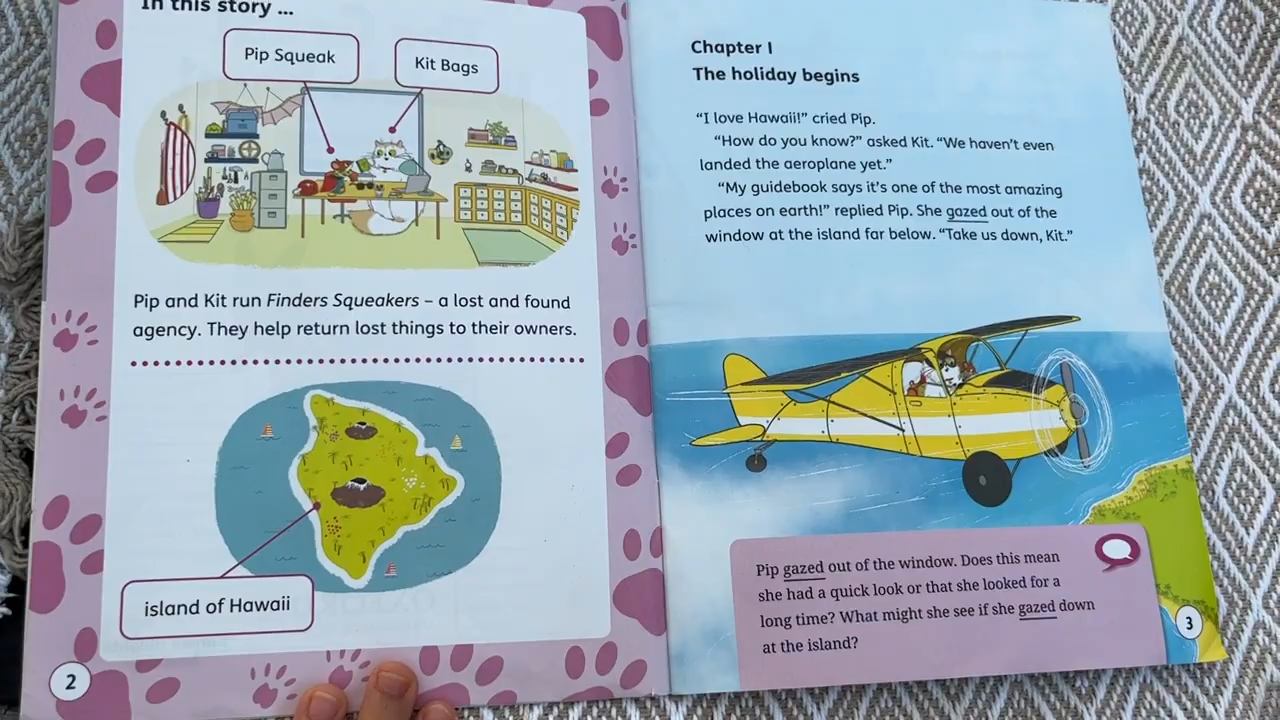 In this story ...
Pip Squeak
Kit Bags
Pip and Kit run Finders Squeakers – a lost and found
agency. They help return lost things to their owners.
island of Hawaii
2
Chapter 1
The holiday begins
“I love Hawaii!” cried Pip.
“How do you know?” asked Kit. “We haven’t even
landed the aeroplane yet.”
“My guidebook says it’s one of the most amazing
places on earth!” replied Pip. She gazed out of the
window at the island far below. “Take us down, Kit.”
Pip gazed out of the window. Does this mean
she had a quick look or that she looked for a
long time? What might she see if she gazed down
at the island?
3